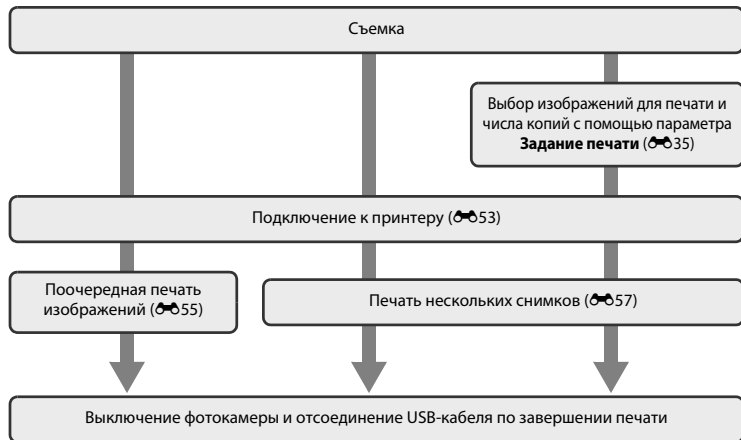 Съемка
Выбор изображений для печати и
числа копий с помощью параметра
Задание печати (35)
Подключение к принтеру (53)
Поочередная печать
изображений (55)
Печать нескольких снимков (57)
Выключение фотокамеры и отсоединение USB-кабеля по завершении печати